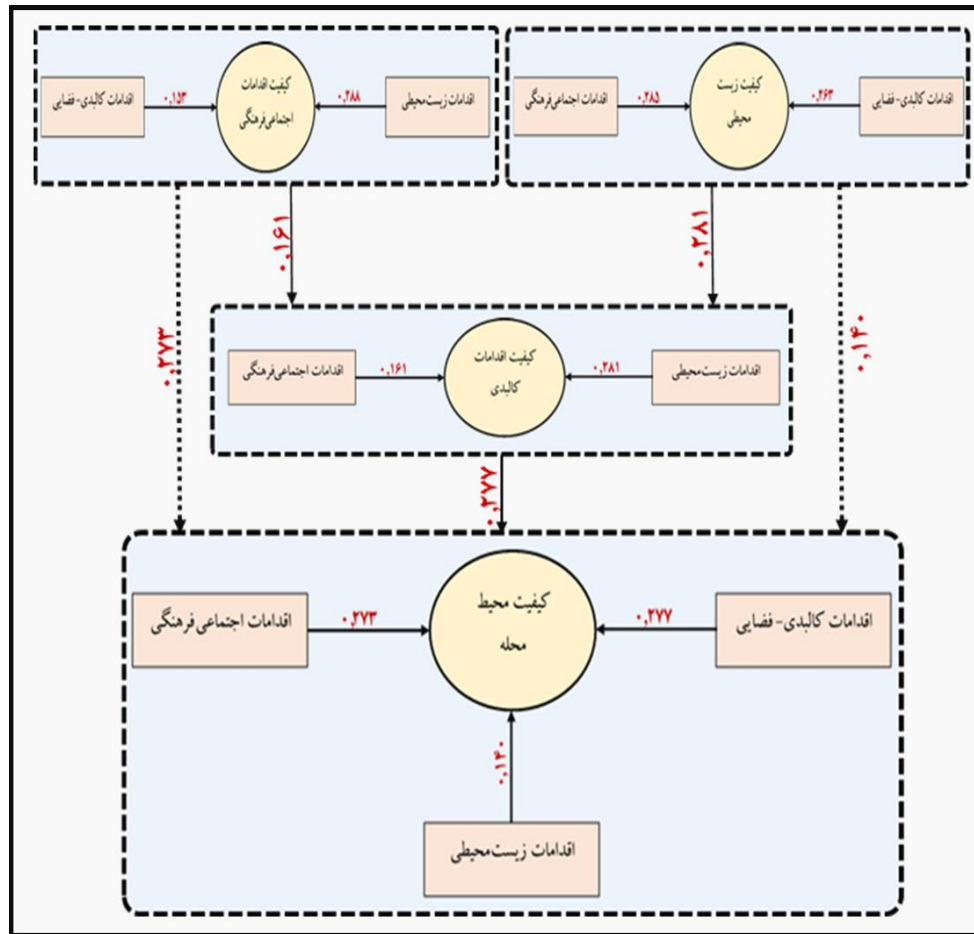 اقدامات کالبدی- فضایی
۰,۲۶۳
کیفیت زیست
محیطی
۰,۲۸۵
اقدامات اجتماعی‌فرهنگی
اقدامات زیست‌محیطی
۰,۲۸۸
کیفیت اقدامات
اجتماعی‌فرهنگی
۰,۱۵۳
اقدامات کالبدی- فضایی
۰,۱۴۰
۰,۲۸۱
۰,۱۶۱
۰,۲۷۳
اقدامات زیست‌محیطی
۰,۲۸۱
کیفیت اقدامات
کالبدی
۰,۱۶۱
اقدامات اجتماعی‌فرهنگی
۰,۲۷۷
اقدامات کالبدی- فضایی
۰,۲۷۷
کیفیت محیط
محله
۰,۲۷۳
اقدامات اجتماعی‌فرهنگی
۰,۱۴۰
اقدامات زیست‌محیطی